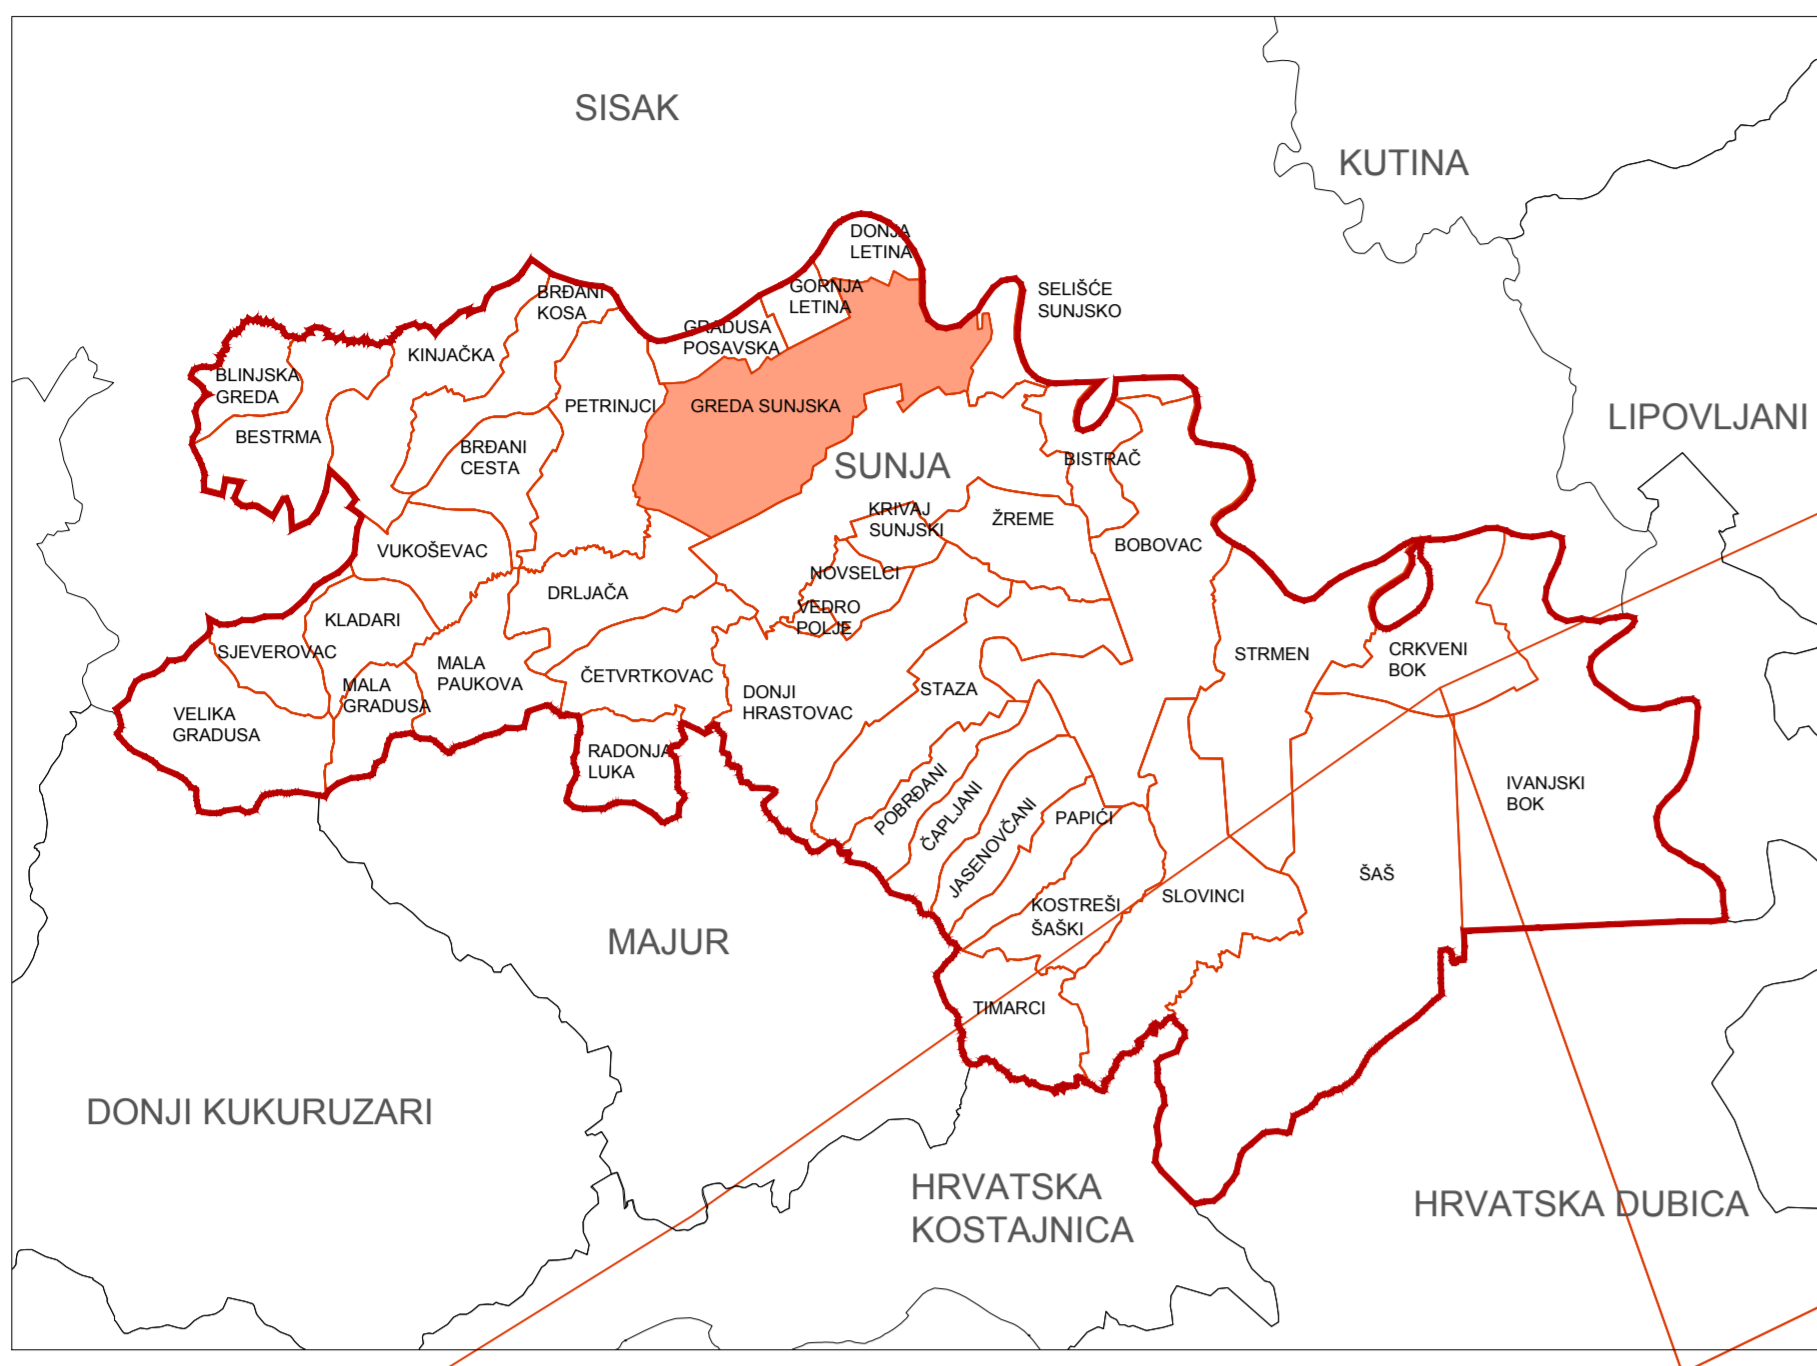 SISAK
KUTINA
DONJA
LETINA
SELIŠĆE
SUNJSKO
BRĐANI
KOSA
GORNJA
LETINA
GRADUSA
POSAVSKA
KINJAČKA
BLINJSKA
GREDA
PETRINJCI
GREDA SUNJSKA
LIPOVLJANI
BESTRMA
BRĐANI
CESTA
SUNJA
BISTRAČ
KRIVAJ
SUNJSKI
ŽREME
BOBOVAC
VUKOŠEVAC
NOVSELCI
DRLJAČA
VEDRO
POLJE
KLADARI
SJEVEROVAC
STRMEN
CRKVENI
BOK
MALA
PAUKOVA
ČETVRTKOVAC
MALA
GRADUSA
DONJI
HRASTOVAC
STAZA
VELIKA
GRADUSA
RADONJA
LUKA
IVANJSKI
BOK
POBRĐANI
ČAPLJANI
JASENOVČANI
PAPIĆI
ŠAŠ
SLOVINCI
KOSTREŠI
ŠAŠKI
MAJUR
TIMARCI
DONJI KUKURUZARI
HRVATSKA
KOSTAJNICA
HRVATSKA DUBICA